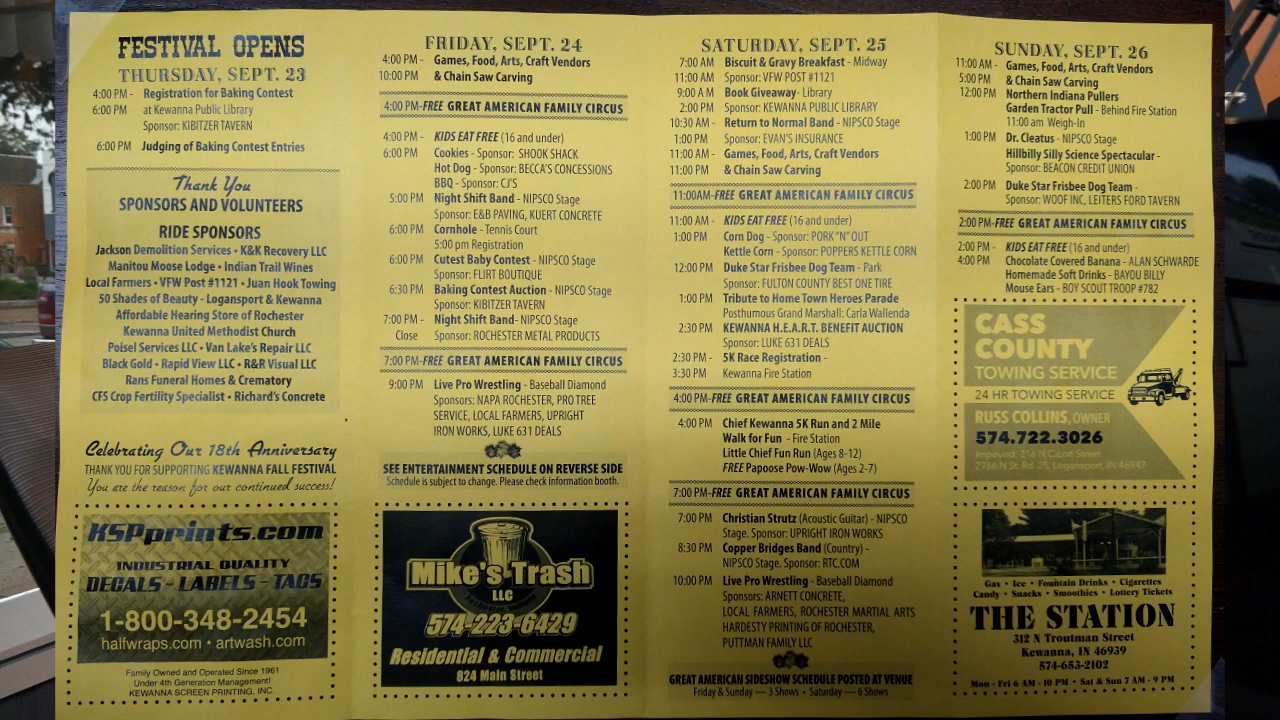 FESTIVAL OPENS
THURSDAY, SEPT. 23
4:00 PM - Registration for Baking Contest
6:00 PM at Kewanna Public Library
Sponsor: KIBITZER TAVERN
6:00 PM Judging of Baking Contest Entries
Thank You
SPONSORS AND VOLUNTEERS
RIDE SPONSORS
Jackson Demolition Services • K&K Recovery LLC
Manitou Moose Lodge • Indian Trail Wines
Local Farmers • VFW Post #1121 • Juan Hook Towing
50 Shades of Beauty - Logansport & Kewanna
Affordable Hearing Store of Rochester
Kewanna United Methodist Church
Poisel Services LLC • Van Lake's Repair LLC
Black Gold • Rapid View LLC • R&R Visual LLC
Rans Funeral Homes & Crematory
CFS Crop Fertility Specialist • Richard's Concrete
Celebrating Our 18th Anniversary
THANK YOU FOR SUPPORTING KEWANNA FALL FESTIVAL
You are the reason for our continued success!
KSPprints.com
INDUSTRIAL QUALITY
DECALS - LABELS - TAGS
1-800-348-2454
halfwraps.com • artwash.com
Family Owned and Operated Since 1961
Under 4th Generation Management!
KEWANNA SCREEN PRINTING, INC.
FRIDAY, SEPT. 24
4:00 PM - Games, Food, Arts, Craft Vendors
10:00 PM & Chain Saw Carving
4:00 PM-FREE GREAT AMERICAN FAMILY CIRCUS
4:00 PM - KIDS EAT FREE (16 and under)
6:00 PM Cookies - Sponsor: SHOOK SHACK
Hot Dog - Sponsor: BECCA'S CONCESSIONS
BBQ - Sponsor: CJ'S
5:00 PM Night Shift Band - NIPSCO Stage
Sponsor: E&B PAVING, KUERT CONCRETE
6:00 PM Cornhole - Tennis Court
5:00 pm Registration
6:00 PM Cutest Baby Contest - NIPSCO Stage
Sponsor: FLIRT BOUTIQUE
6:30 PM Baking Contest Auction - NIPSCO Stage
Sponsor: KIBITZER TAVERN
7:00 PM - Night Shift Band- NIPSCO Stage
Close Sponsor: ROCHESTER METAL PRODUCTS
7:00 PM-FREE GREAT AMERICAN FAMILY CIRCUS
9:00 PM Live Pro Wrestling - Baseball Diamond
Sponsors: NAPA ROCHESTER, PRO TREE
SERVICE, LOCAL FARMERS, UPRIGHT
IRON WORKS, LUKE 631 DEALS
SEE ENTERTAINMENT SCHEDULE ON REVERSE SIDE
Schedule is subject to change. Please check information booth.
Mike's Trash
LLC
574-223-6429
Residential & Commercial
824 Main Street
SATURDAY, SEPT. 25
7:00 AM Biscuit & Gravy Breakfast - Midway
11:00 AM Sponsor: VFW POST #1121
9:00 A M Book Giveaway- Library
2:00 PM Sponsor: KEWANNA PUBLIC LIBRARY
10:30 AM - Return to Normal Band - NIPSCO Stage
1:00 PM Sponsor: EVAN'S INSURANCE
11:00 AM - Games, Food, Arts, Craft Vendors
11:00 PM & Chain Saw Carving
11:00AM-FREE GREAT AMERICAN FAMILY CIRCUS
11:00 AM - KIDS EAT FREE (16 and under)
1:00 PM Corn Dog - Sponsor: PORK "N" OUT
Kettle Corn - Sponsor: POPPERS KETTLE CORN
12:00 PM Duke Star Frisbee Dog Team - Park
Sponsor: FULTON COUNTY BEST ONE TIRE
1:00 PM Tribute to Home Town Heroes Parade
Posthumous Grand Marshall: Carla Wallenda
2:30 PM KEWANNA H.E.A.R.T. BENEFIT AUCTION
Sponsor: LUKE 631 DEALS
2:30 PM - 5K Race Registration -
3:30 PM Kewanna Fire Station
4:00 PM-FREE GREAT AMERICAN FAMILY CIRCUS
4:00 PM Chief Kewanna 5K Run and 2 Mile
Walk for Fun - Fire Station
Little Chief Fun Run (Ages 8-12)
FREE Papoose Pow-Wow (Ages 2-7)
7:00 PM-FREE GREAT AMERICAN FAMILY CIRCUS
7:00 PM Christian Strutz (Acoustic Guitar) - NIPSCO
Stage. Sponsor: UPRIGHT IRON WORKS
8:30 PM Copper Bridges Band (Country) -
NIPSCO Stage. Sponsor: RTC.COM
10:00 PM Live Pro Wrestling - Baseball Diamond
Sponsors: ARNETT CONCRETE,
LOCAL FARMERS, ROCHESTER MARTIAL ARTS
HARDESTY PRINTING OF ROCHESTER,
PUTTMAN FAMILY LLC
GREAT AMERICAN SIDESHOW SCHEDULE POSTED AT VENUE
Friday & Sunday — 3 Shows • Saturday — 6 Shows
SUNDAY, SEPT. 26
11:00 AM - Games, Food, Arts, Craft Vendors
5:00 PM & Chain Saw Carving
12:00 PM Northern Indiana Pullers
Garden Tractor Pull - Behind Fire Station
11:00 am Weigh-In
1:00 PM Dr. Cleatus - NIPSCO Stage
Hillbilly Silly Science Spectacular -
Sponsor: BEACON CREDIT UNION
2:00 PM Duke Star Frisbee Dog Team -
Sponsor: WOOF INC, LEITERS FORD TAVERN
2:00 PM-FREE GREAT AMERICAN FAMILY CIRCUS
2:00 PM - KIDS EAT FREE (16 and under)
4:00 PM Chocolate Covered Banana - ALAN SCHWARDE
Homemade Soft Drinks - BAYOU BILLY
Mouse Ears - BOY SCOUT TROOP #782
CASS
COUNTY
TOWING SERVICE
24 HR TOWING SERVICE
RUSS COLLINS, OWNER
574.722.3026
Impound: 216 N Cicott Street
2766 N St. Rd. 25, Logansport, IN 46947
Gas • Ice • Fountain Drinks • Cigarettes
Candy • Snacks • Smoothies • Lottery Tickets
THE STATION
312 N Troutman Street
Kewanna, IN 46939
574-653-2102
Mon - Fri 6 AM - 10 PM • Sat & Sun 7 AM - 9 PM